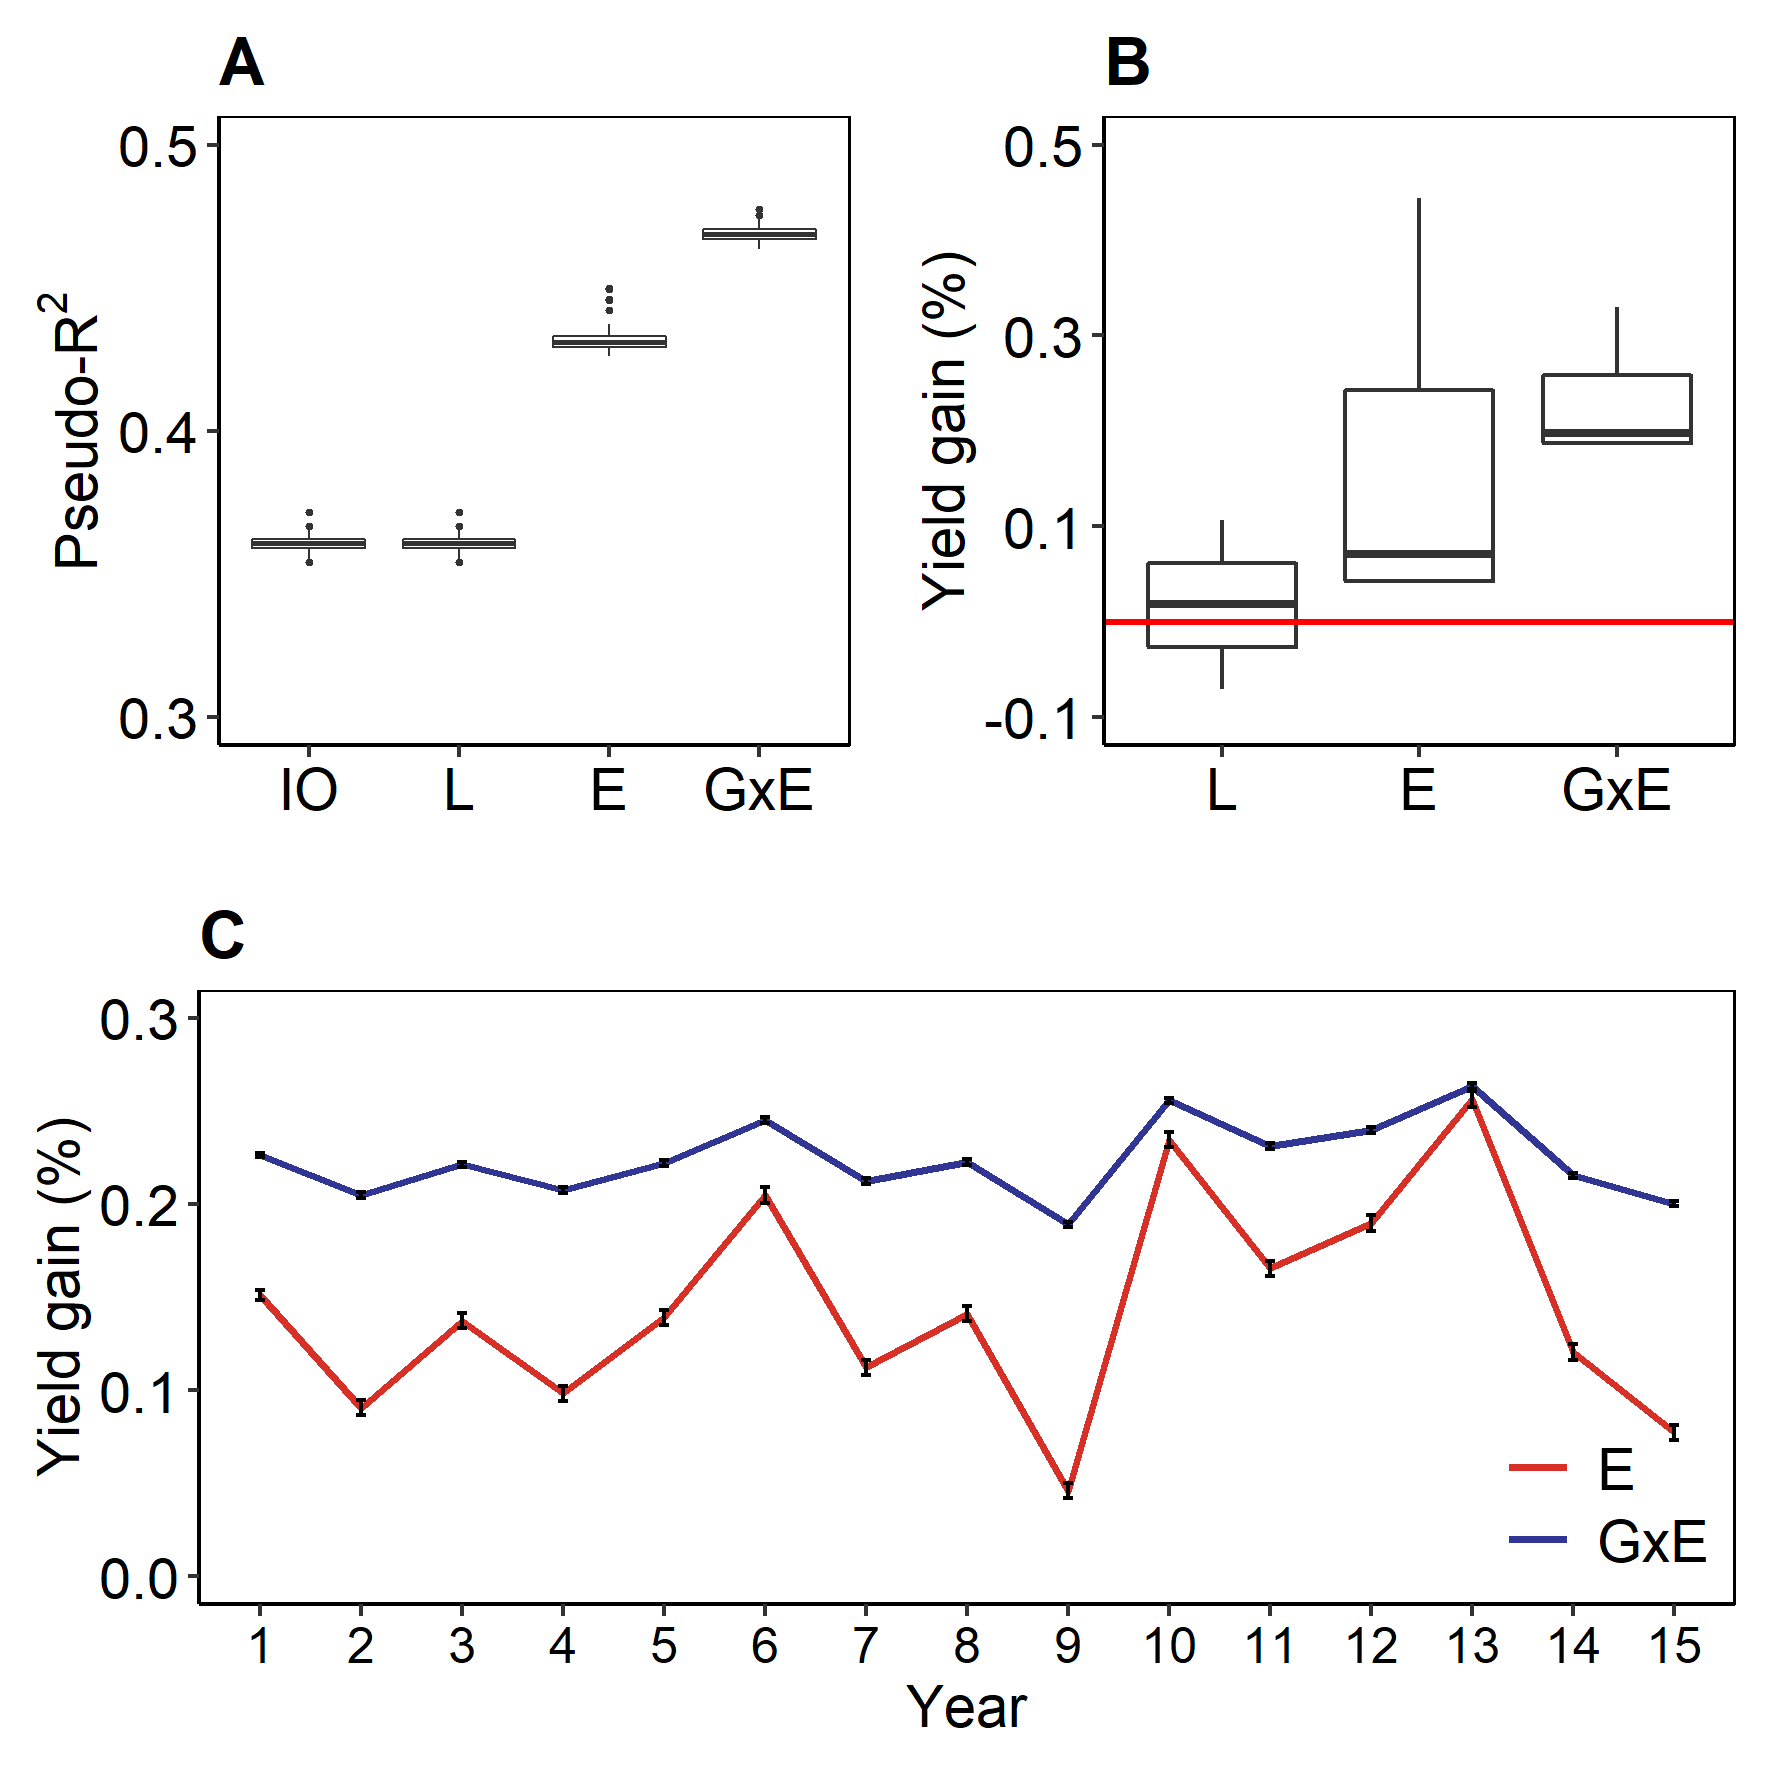 A
0.5
0.4
0.3
Pseudo-R²
IO L E GxE
B
0.5
0.3
0.1
-0.1
Yield gain (%)
L E GxE
C
0.3
0.2
0.1
0.0
Yield gain (%)
E
GxE
1 2 3 4 5 6 7 8 9 10 11 12 13 14 15
Year